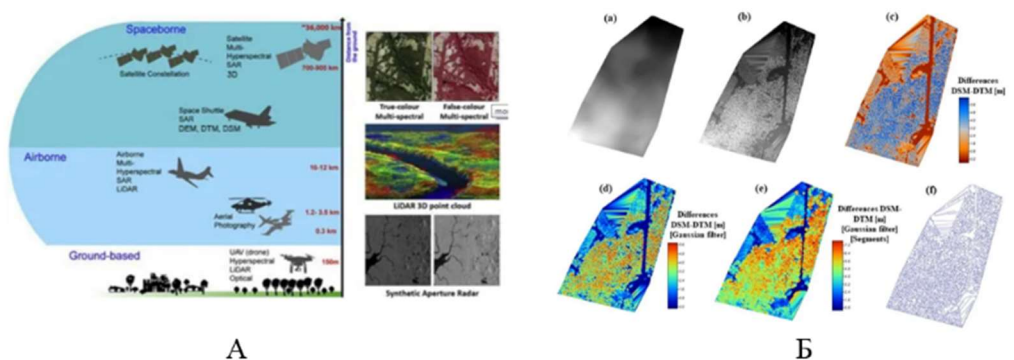 Spaceborne
~36,000 km
Distance from
the ground
Satellite
Multi-
Hyperspectral
SAR
3D
Satellite Constellation
700-800 km
Space Shuttle
SAR
DEM, DTM, DSM
Airborne
Airborne
Multi-
Hyperspectral
SAR
LiDAR
16-12 km
Aerial
Photography
1.2- 3.5 km
0.3 km
Ground-based
UAV (drone)
Hyperspectral
LiDAR
Optical
150m
True-colour
Multi-spectral
False-colour
Multi-spectral
LiDAR 3D point cloud
Synthetic Aperture Radar
А
(a)
(b)
(c)
Differences
DSM-DTM [m]
(d)
Differences
DSM-DTM [m]
[Gaussian filter]
(e)
Differences DSM-
DTM [m]
[Gaussian filter]
[Segments]
(f)
Б